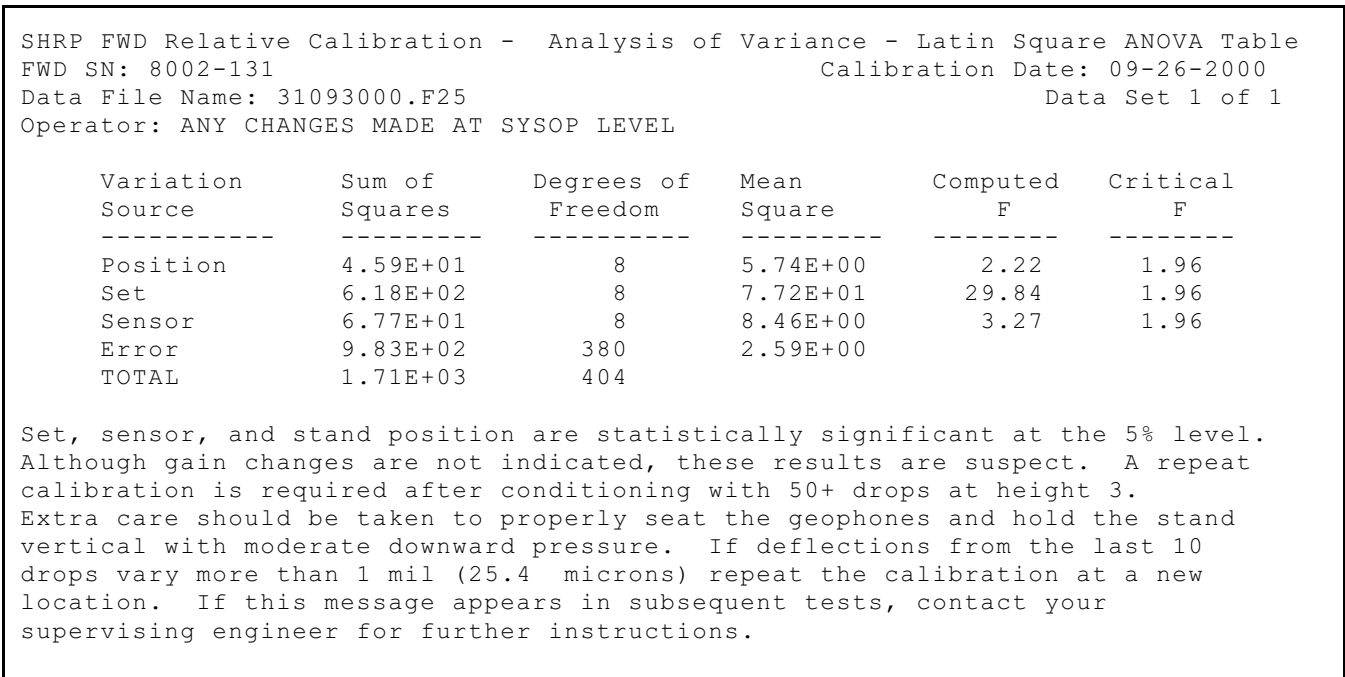 SHRP FWD Relative Calibration -  Analysis of Variance - Latin Square ANOVA Table
FWD SN: 8002-131                                   Calibration Date: 09-26-2000
Data File Name: 31093000.F25                                     Data Set 1 of 1
Operator: ANY CHANGES MADE AT SYSOP LEVEL
     Variation      Sum of      Degrees of   Mean        Computed   Critical
     Source         Squares      Freedom     Square          F          F
     -----------    ---------   ----------   ---------   --------   --------
     Position       4.59E+01         8       5.74E+00       2.22      1.96
     Set            6.18E+02         8       7.72E+01      29.84      1.96
     Sensor         6.77E+01         8       8.46E+00       3.27      1.96
     Error          9.83E+02       380       2.59E+00
     TOTAL          1.71E+03       404
Set, sensor, and stand position are statistically significant at the 5% level.
Although gain changes are not indicated, these results are suspect.  A repeat
calibration is required after conditioning with 50+ drops at height 3.
Extra care should be taken to properly seat the geophones and hold the stand
vertical with moderate downward pressure.  If deflections from the last 10
drops vary more than 1 mil (25.4  microns) repeat the calibration at a new
location.  If this message appears in subsequent tests, contact your
supervising engineer for further instructions.